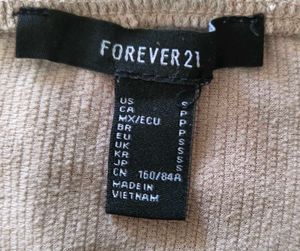 FOREVER 21
US S
CA P
MX/ECU P
BR P
EU S
UK S
KR S
JP S
CN 160/84A
MADE IN
VIETNAM